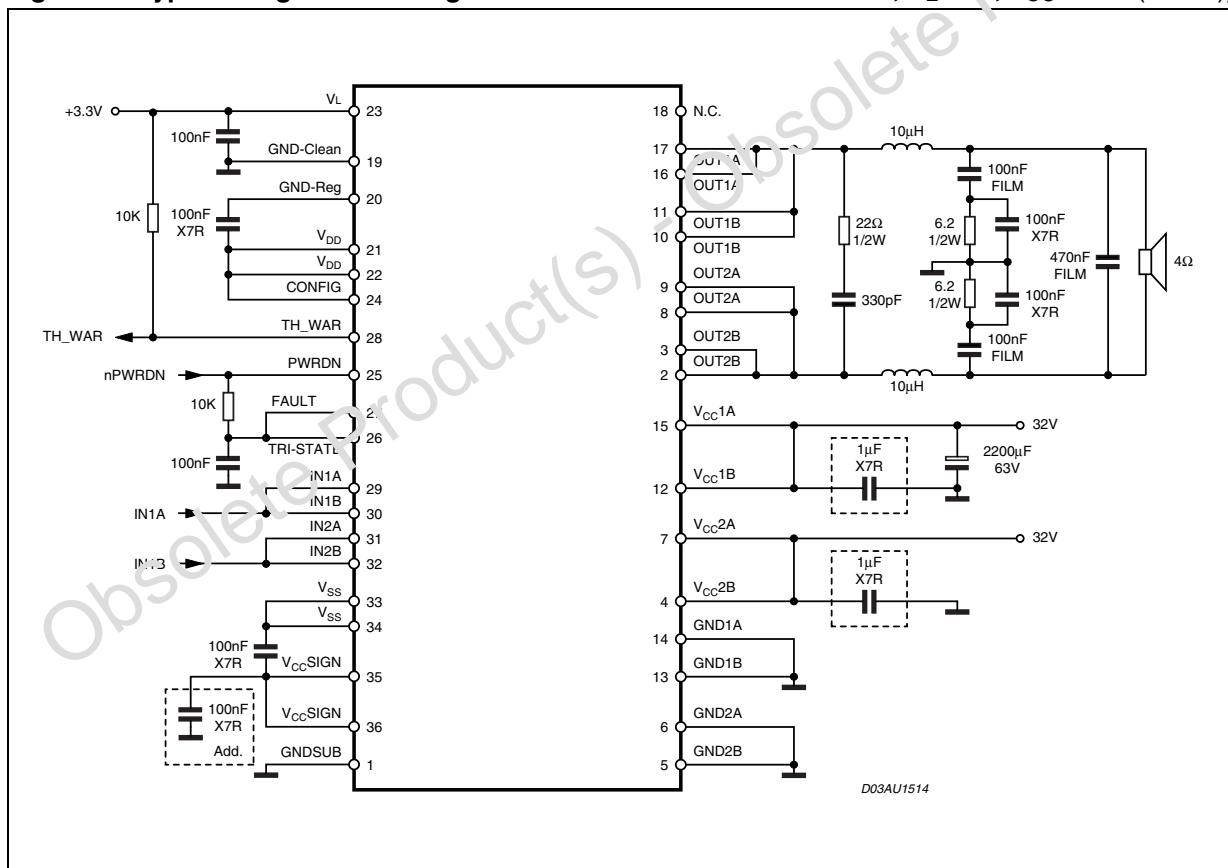 +3.3V
100nF
10K
100nF
X7R
TH_WAR
nPWRDN
10K
100nF
IN1A
IN1B
100nF
X7R
100nF
X7R
Add.
VL
23
GND-Clean
19
GND-Reg
20
VDD
21
VDD
22
CONFIG
24
TH_WAR
28
PWRDN
25
FAULT
26
TRI-STATE
IN1A
29
IN1B
30
IN2A
31
IN2B
32
VSS
33
VSS
34
VCCSIGN
35
VCCSIGN
36
GNDSUB
1
18 N.C.
17
OUT1A
16
OUT1A
11
OUT1B
10
OUT1B
OUT2A
9
OUT2A
8
OUT2B
3
OUT2B
2
VCC1A
15
VCC1B
12
VCC2A
7
VCC2B
4
GND1A
14
GND1B
13
GND2A
6
GND2B
5
10µH
22Ω
1/2W
330pF
10µH
100nF
FILM
6.2
1/2W
100nF
X7R
6.2
1/2W
100nF
X7R
100nF
FILM
470nF
FILM
4Ω
32V
1µF
X7R
2200µF
63V
32V
1µF
X7R
D03AU1514
Obsolete Product(s) - Obsolete